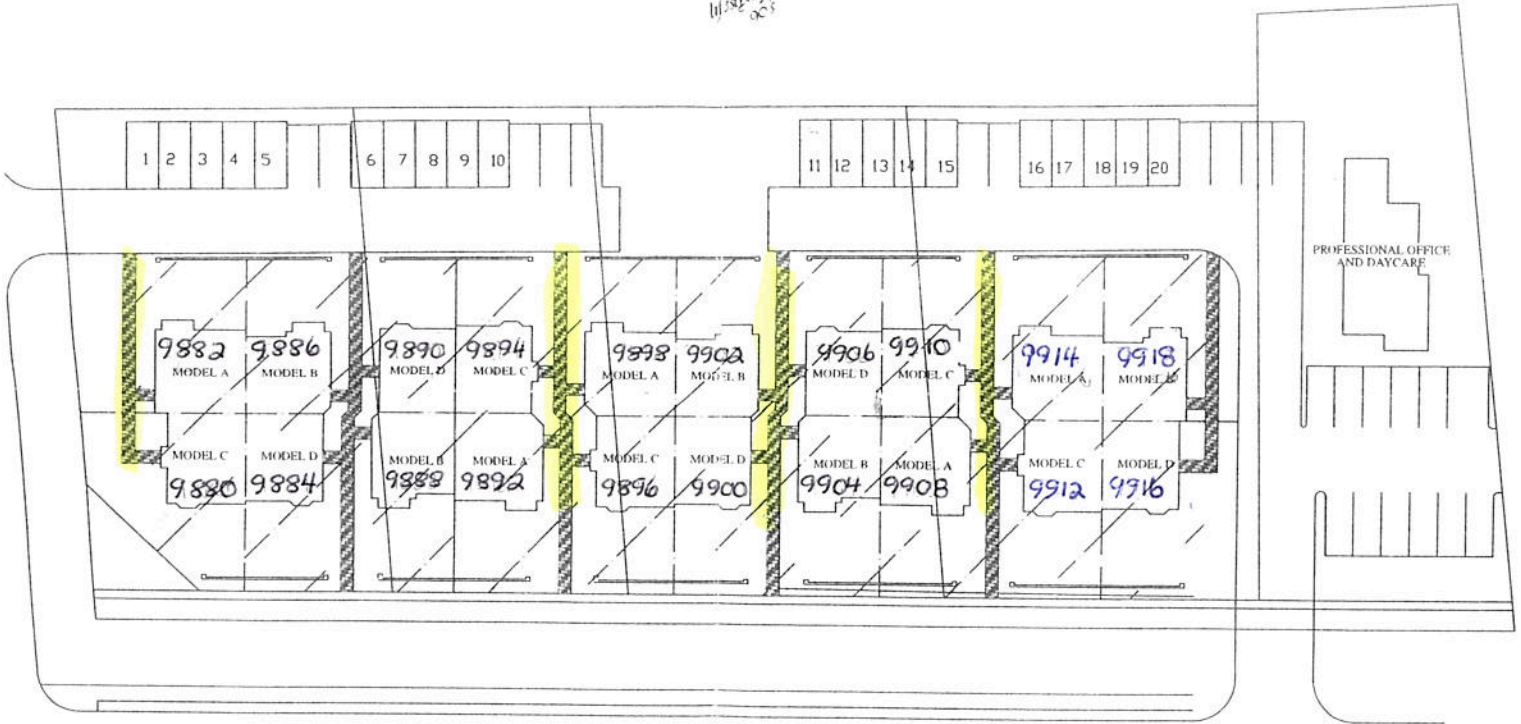 1 2 3 4 5 6 7 8 9 10 11 12 13 14 15 16 17 18 19 20
PROFESSIONAL OFFICE
AND DAYCARE
9882 9886 9890 9894 9898 9902 9906 9910 9914 9918
MODEL A MODEL B MODEL D MODEL C MODEL A MODEL B MODEL D MODEL C MODEL A MODEL
MODEL C MODEL D MODEL B MODEL A MODEL C MODEL D MODEL B MODEL A MODEL C MODEL D
9880 9884 9888 9892 9896 9900 9904 9908 9912 9916